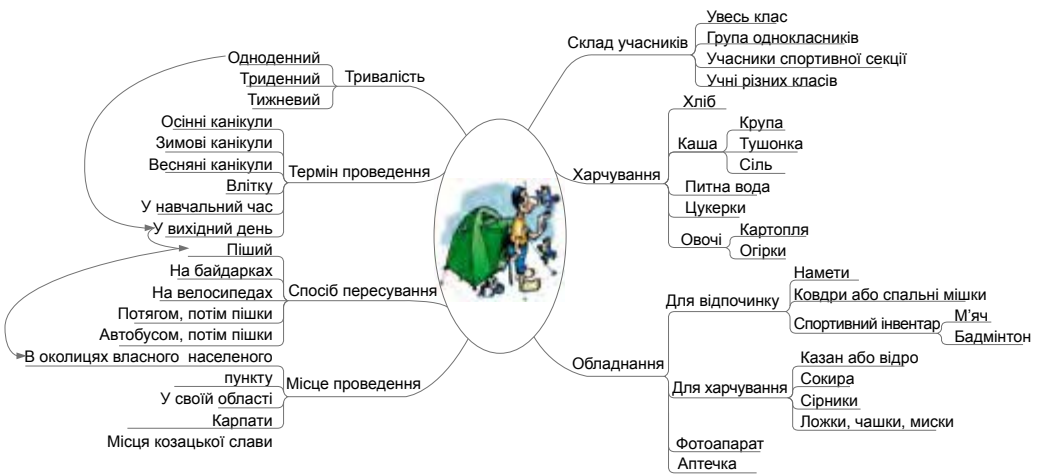 Тривалість
Одноденний
Триденний
Тижневий
Термін проведення
Осінні канікули
Зимові канікули
Весняні канікули
Влітку
У навчальний час
У вихідний день
Спосіб пересування
Піший
На байдарках
На велосипедах
Потягом, потім пішки
Автобусом, потім пішки
Місце проведення
В околицях власного населеного
пункту
У своїй області
Карпати
Місця козацької слави
Склад учасників
Увесь клас
Група однокласників
Учасники спортивної секції
Учні різних класів
Харчування
Хліб
Каша
Крупа
Тушонка
Сіль
Питна вода
Цукерки
Овочі
Картопля
Огірки
Обладнання
Для відпочинку
Намети
Ковдри або спальні мішки
Спортивний інвентар
М’яч
Бадмінтон
Для харчування
Казан або відро
Сокира
Сірники
Ложки, чашки, миски
Фотоапарат
Аптечка